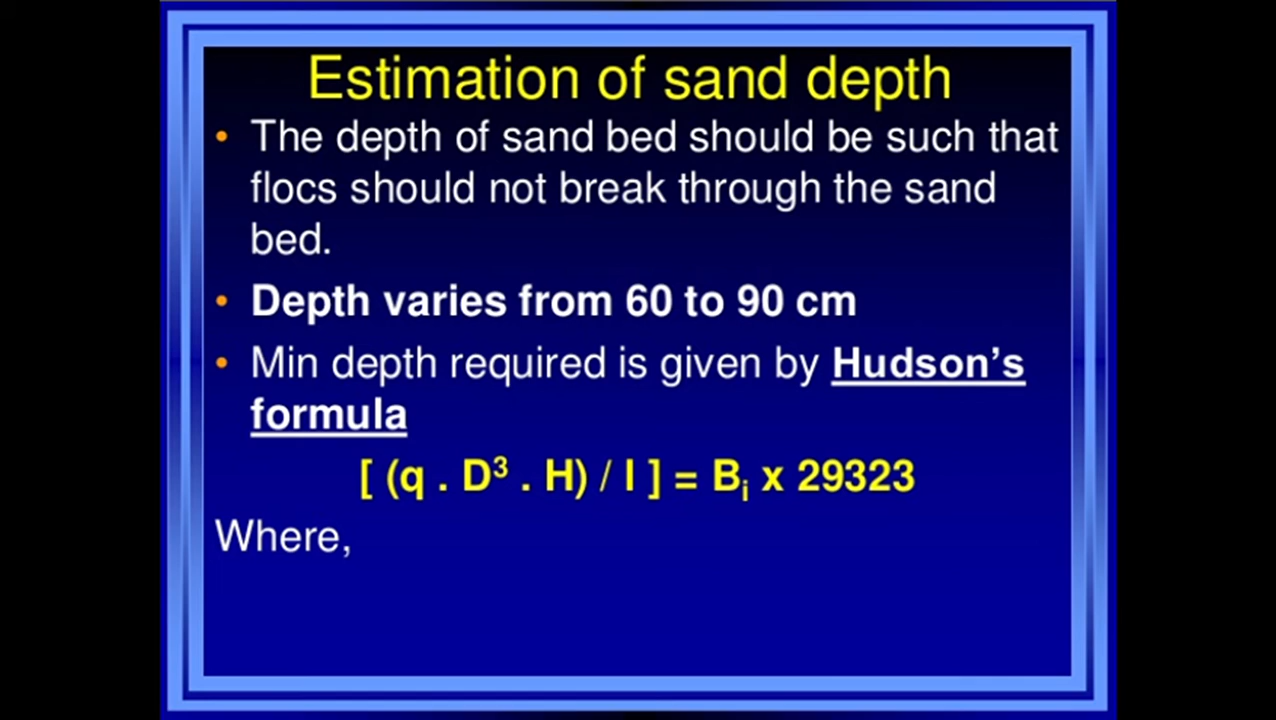 Estimation of sand depth
• The depth of sand bed should be such that
flocs should not break through the sand
bed.
• Depth varies from 60 to 90 cm
• Min depth required is given by Hudson's
formula
[ (q . D³ . H) / l ] = Bᵢ x 29323
Where,